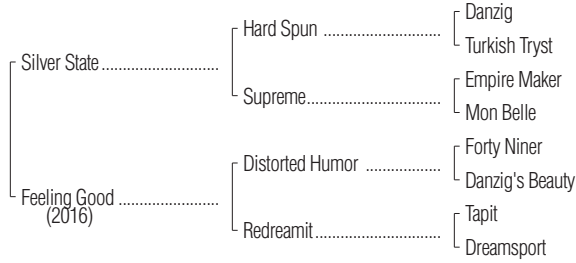 Danzig
Hard Spun ........................
Turkish Tryst
Silver State ........................
Empire Maker
Supreme ...........................
Mon Belle
Forty Niner
Distorted Humor ...............
Danzig's Beauty
Feeling Good ....................
(2016)
Tapit
Redreamit .........................
Dreamsport